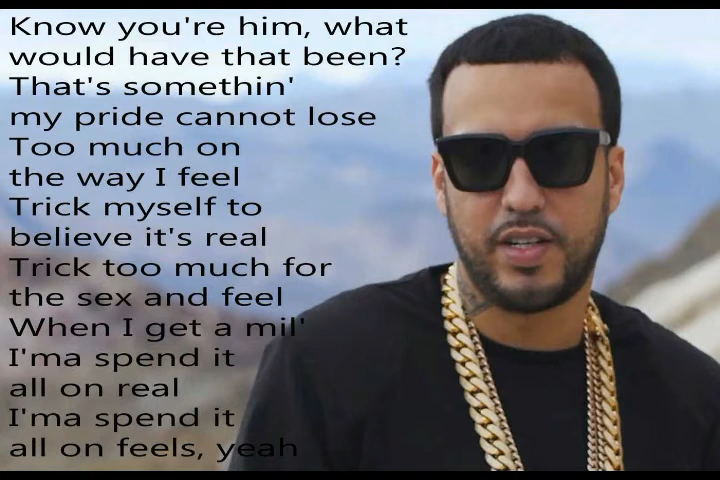 Know you're him, what
would have that been?
That's somethin'
my pride cannot lose
Too much on
the way I feel
Trick myself to
believe it's real
Trick too much for
the sex and feel
When I get a mil'
I'ma spend it
all on real
I'ma spend it
all on feels, yeah